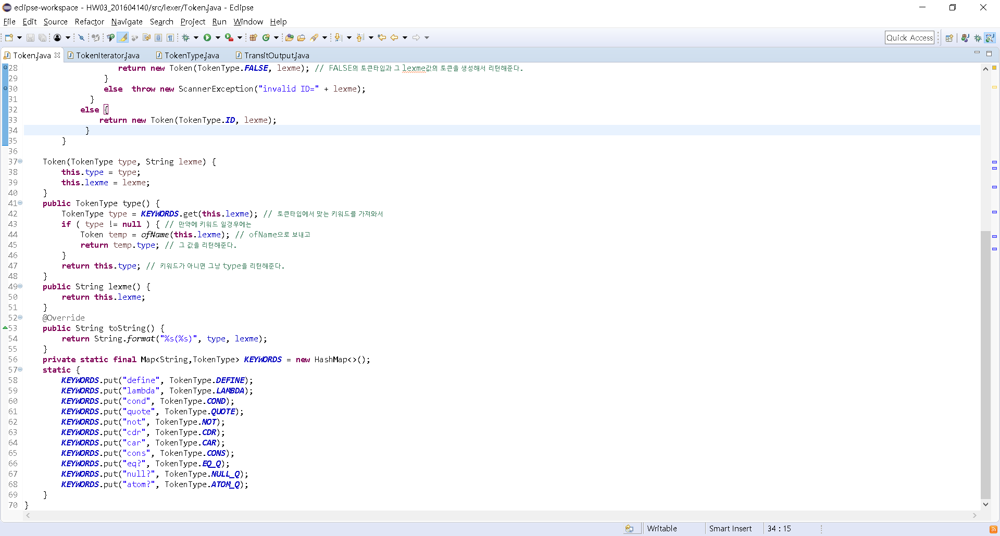 eclipse-workspace - HW03_201604140/src/lexer/Token.java - Eclipse
File Edit Source Refactor Navigate Search Project Run Window Help
Quick Access
Token.java TokenIterator.java TokenType.java TransitOutput.java
28 return new Token(TokenType.FALSE, lexme); // FALSE의 토큰타입과 그 lexme값의 토큰을 생성해서 리턴해준다.
29 }
30 else  throw new ScannerException("invalid ID=" + lexme);
31 }
32 else {
33 return new Token(TokenType.ID, lexme);
34 }
35 }
36
37 Token(TokenType type, String lexme) {
38 this.type = type;
39 this.lexme = lexme;
40 }
41 public TokenType type() {
42 TokenType type = KEYWORDS.get(this.lexme); // 토큰타입에서 맞는 키워드를 가져와서
43 if ( type != null ) { // 만약에 키워드 일경우에는
44 Token temp = ofName(this.lexme); // ofName으로 보내고
45 return temp.type; // 그 값을 리턴해준다.
46 }
47 return this.type; // 키워드가 아니면 그냥 type을 리턴해준다.
48 }
49 public String lexme() {
50 return this.lexme;
51 }
52 @Override
53 public String toString() {
54 return String.format("%s(%s)", type, lexme);
55 }
56 private static final Map<String,TokenType> KEYWORDS = new HashMap<>();
57 static {
58 KEYWORDS.put("define", TokenType.DEFINE);
59 KEYWORDS.put("lambda", TokenType.LAMBDA);
60 KEYWORDS.put("cond", TokenType.COND);
61 KEYWORDS.put("quote", TokenType.QUOTE);
62 KEYWORDS.put("not", TokenType.NOT);
63 KEYWORDS.put("cdr", TokenType.CDR);
64 KEYWORDS.put("car", TokenType.CAR);
65 KEYWORDS.put("cons", TokenType.CONS);
66 KEYWORDS.put("eq?", TokenType.EQ_Q);
67 KEYWORDS.put("null?", TokenType.NULL_Q);
68 KEYWORDS.put("atom?", TokenType.ATOM_Q);
69 }
70 }
Writable Smart Insert 34 : 15